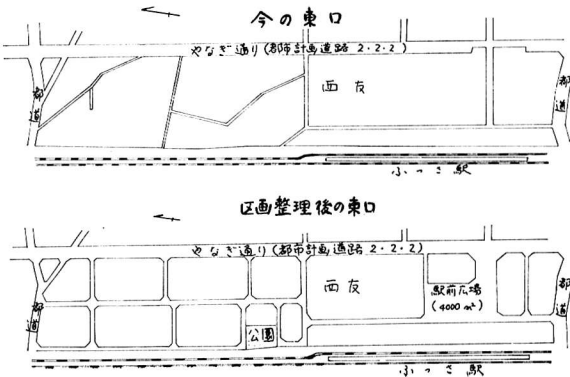 今の東口
やなぎ通り(都市計画道路2・2・2)
都道
西友
都道
ふっさ駅
区画整理後の東口
やなぎ通り(都市計画道路2・2・2)
都道
西友
駅前広場
(4000㎡)
都道
公園
ふっさ駅